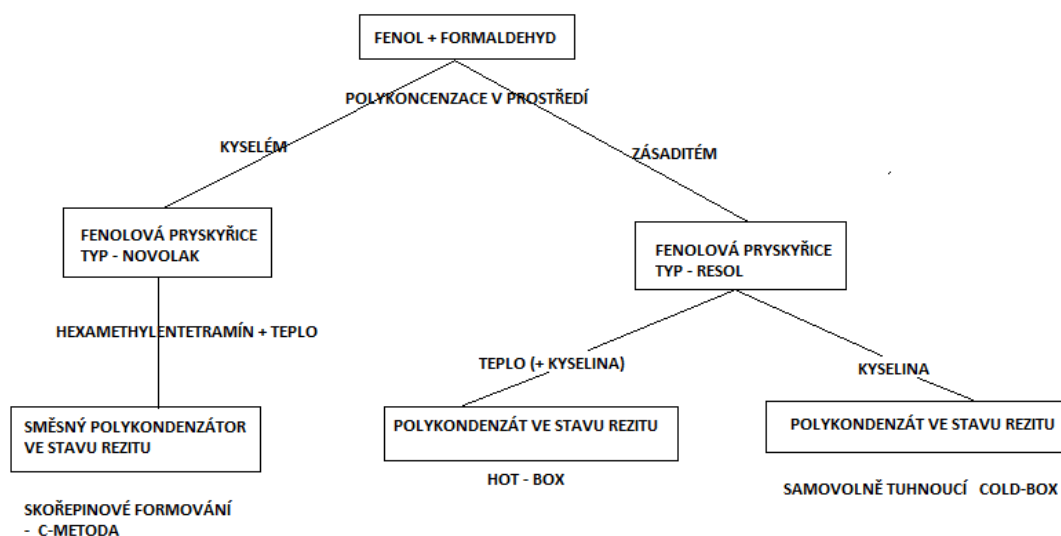 FENOL + FORMALDEHYD
POLYKONCENZACE V PROSTŘEDÍ
KYSELÉM
ZÁSADITÉM
FENOLOVÁ PRYSKYŘICE
TYP - NOVOLAK
FENOLOVÁ PRYSKYŘICE
TYP - RESOL
HEXAMETHYLENTETRAMÍN + TEPLO
TEPLO (+ KYSELINA)
KYSELINA
SMĚSNÝ POLYKONDENZÁTOR
VE STAVU REZITU
POLYKONDENZÁT VE STAVU REZITU
POLYKONDENZÁT VE STAVU REZITU
SKOŘEPINOVÉ FORMOVÁNÍ
- C-METODA
HOT - BOX
SAMOVOLNĚ TUHNOUCÍ COLD-BOX